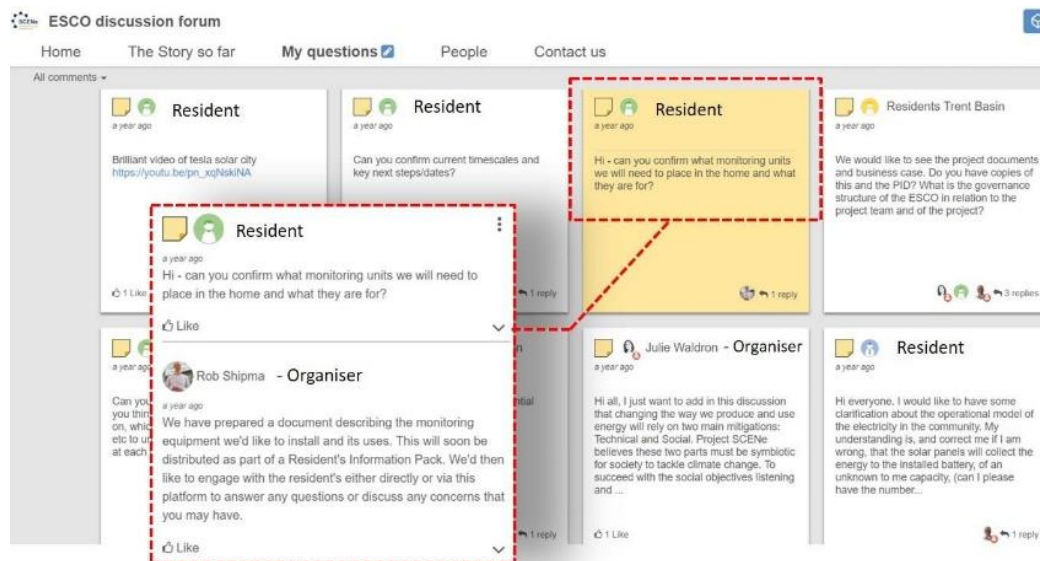 SCENe
ESCO discussion forum
Home
The Story so far
My questions
People
Contact us
All comments
Resident
a year ago
Brilliant video of tesla solar city
https://youtu.be/pn_xqNskiNA
1 Like
Resident
a year ago
Can you confirm current timescales and
key next steps/dates?
1 reply
Resident
a year ago
Hi - can you confirm what monitoring units
we will need to place in the home and what
they are for?
1 reply
Residents Trent Basin
a year ago
We would like to see the project documents
and business case. Do you have copies of
this and the PID? What is the governance
structure of the ESCO in relation to the
project team and of the project?
3 replies
Resident
a year ago
Hi - can you confirm what monitoring units we will need to
place in the home and what they are for?
Like
Rob Shipma - Organiser
a year ago
We have prepared a document describing the monitoring
equipment we'd like to install and its uses. This will soon be
distributed as part of a Resident's Information Pack. We'd then
like to engage with the resident's either directly or via this
platform to answer any questions or discuss any concerns that
you may have.
Like
a year ago
Can you
you thin
on, whic
etc to un
at each
1 reply
Julie Waldron - Organiser
a year ago
Hi all, I just want to add in this discussion
that changing the way we produce and use
energy will rely on two main mitigations:
Technical and Social. Project SCENe
believes these two parts must be symbiotic
for society to tackle climate change. To
succeed with the social objectives listening
and ...
1 Like
Resident
a year ago
Hi everyone. I would like to have some
clarification about the operational model of
the electricity in the community. My
understanding is, and correct me if I am
wrong, that the solar panels will collect the
energy to the installed battery, of an
unknown to me capacity, (can I please
have the number...
1 reply